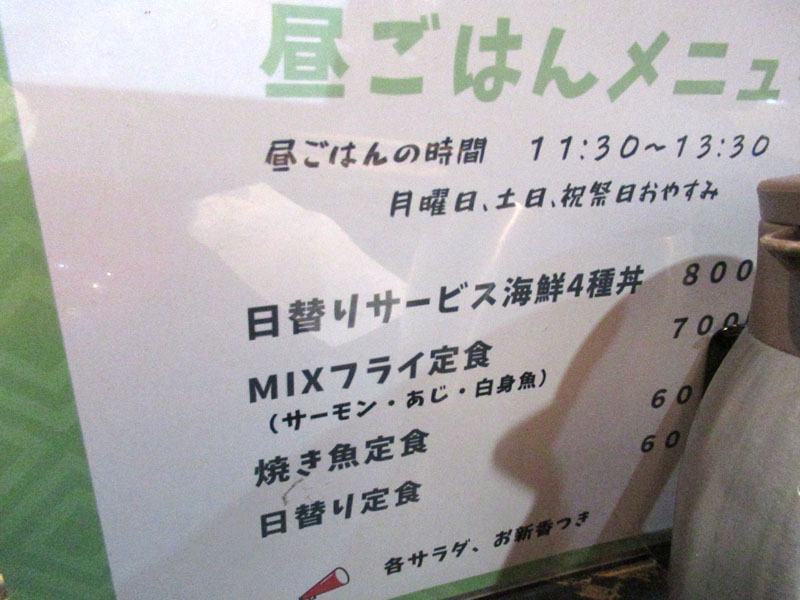 昼ごはんメニュ
昼ごはんの時間 11:30～13:30
月曜日、土日、祝祭日おやすみ
日替りサービス海鮮4種丼 800
MIXフライ定食 700
(サーモン・あじ・白身魚)
焼き魚定食 60
日替り定食 60
各サラダ、お新香つき